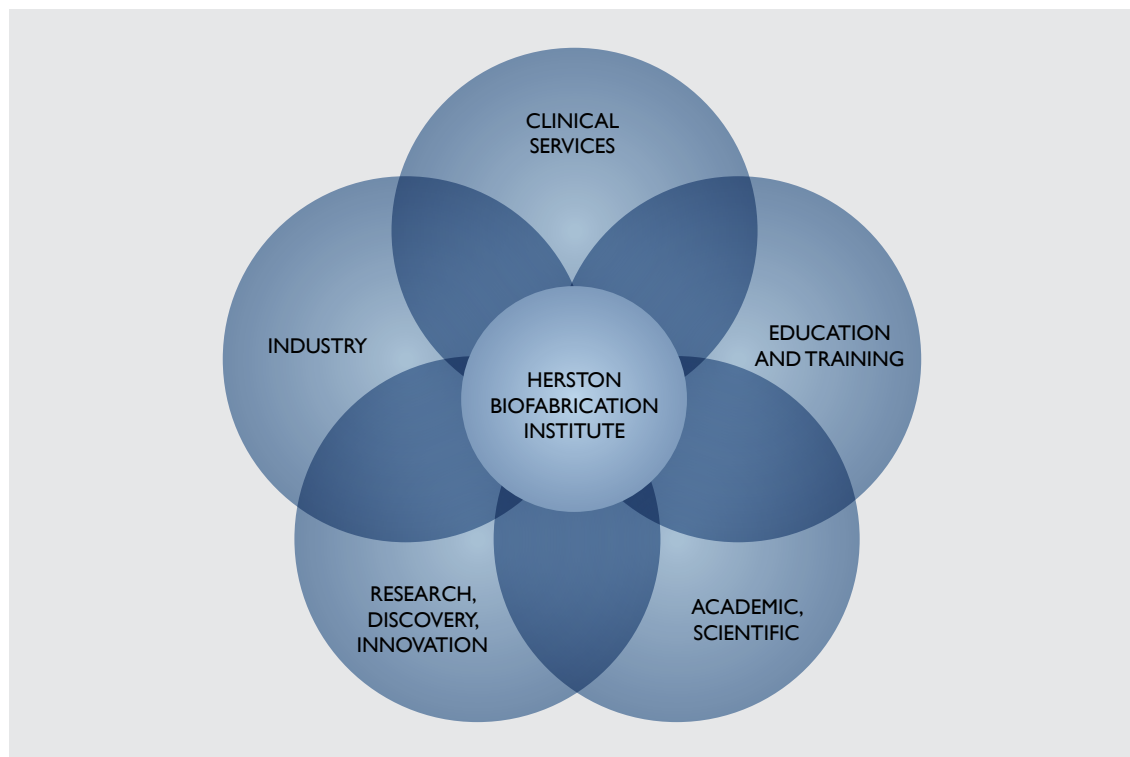 CLINICAL
SERVICES
INDUSTRY
EDUCATION
AND TRAINING
HERSTON
BIOFABRICATION
INSTITUTE
RESEARCH,
DISCOVERY,
INNOVATION
ACADEMIC,
SCIENTIFIC